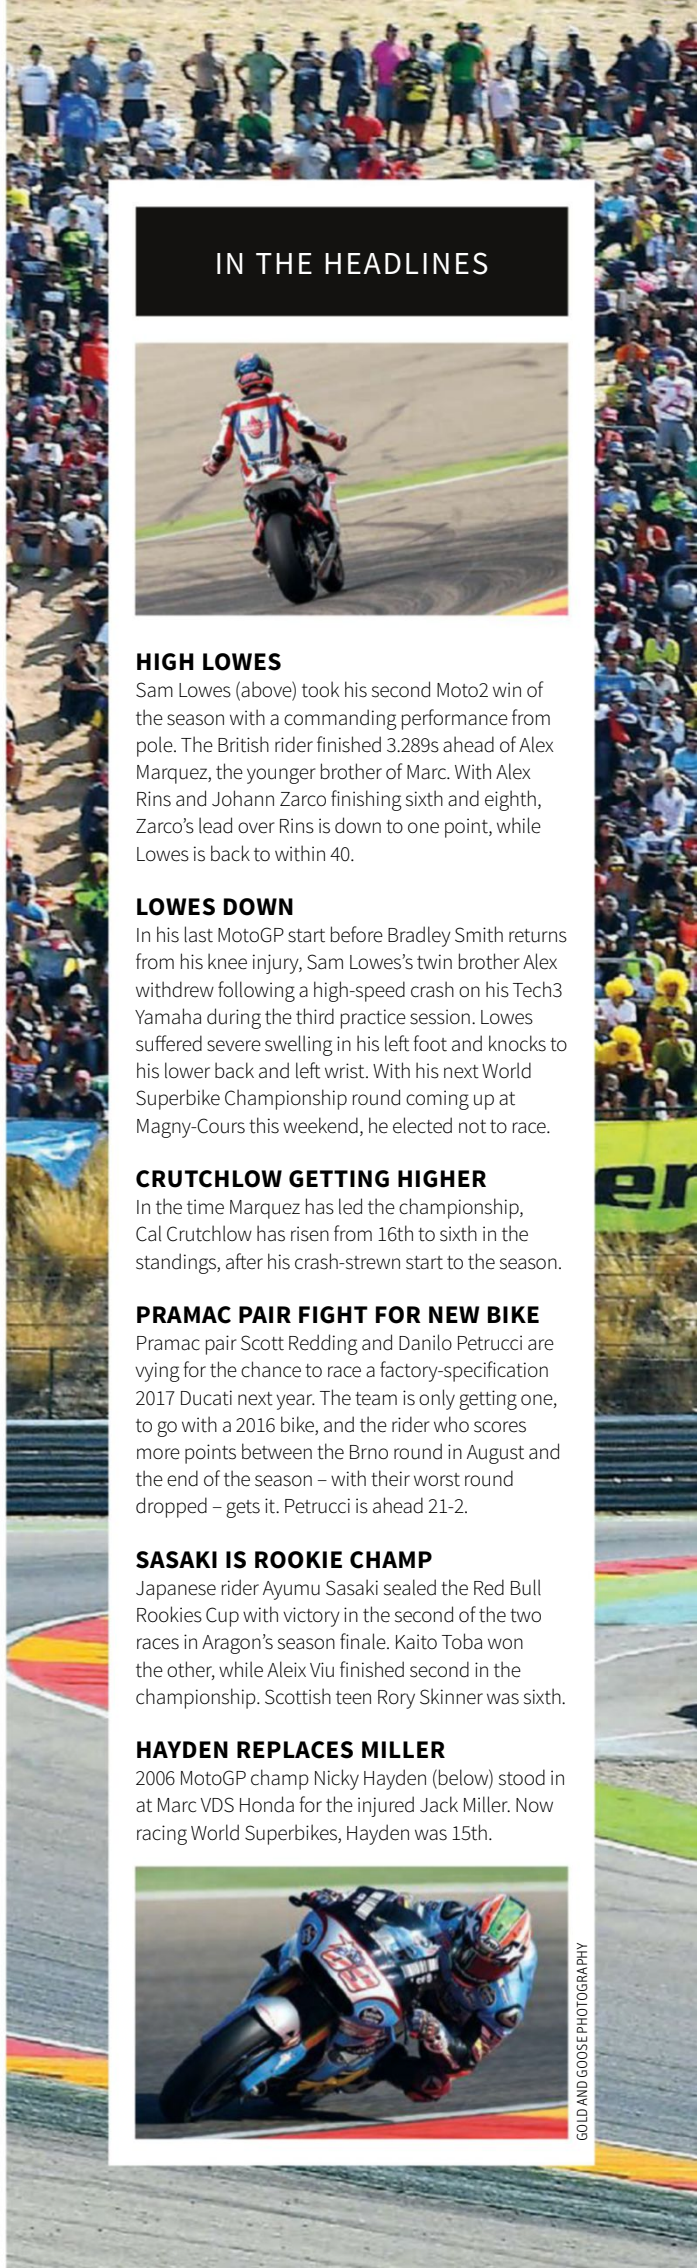 IN THE HEADLINES
HIGH LOWES
Sam Lowes (above) took his second Moto2 win of
the season with a commanding performance from
pole. The British rider finished 3.289s ahead of Alex
Marquez, the younger brother of Marc. With Alex
Rins and Johann Zarco finishing sixth and eighth,
Zarco’s lead over Rins is down to one point, while
Lowes is back to within 40.
LOWES DOWN
In his last MotoGP start before Bradley Smith returns
from his knee injury, Sam Lowes’s twin brother Alex
withdrew following a high-speed crash on his Tech3
Yamaha during the third practice session. Lowes
suffered severe swelling in his left foot and knocks to
his lower back and left wrist. With his next World
Superbike Championship round coming up at
Magny-Cours this weekend, he elected not to race.
CRUTCHLOW GETTING HIGHER
In the time Marquez has led the championship,
Cal Crutchlow has risen from 16th to sixth in the
standings, after his crash-strewn start to the season.
PRAMAC PAIR FIGHT FOR NEW BIKE
Pramac pair Scott Redding and Danilo Petrucci are
vying for the chance to race a factory-specification
2017 Ducati next year. The team is only getting one,
to go with a 2016 bike, and the rider who scores
more points between the Brno round in August and
the end of the season – with their worst round
dropped – gets it. Petrucci is ahead 21-2.
SASAKI IS ROOKIE CHAMP
Japanese rider Ayumu Sasaki sealed the Red Bull
Rookies Cup with victory in the second of the two
races in Aragon’s season finale. Kaito Toba won
the other, while Aleix Viu finished second in the
championship. Scottish teen Rory Skinner was sixth.
HAYDEN REPLACES MILLER
2006 MotoGP champ Nicky Hayden (below) stood in
at Marc VDS Honda for the injured Jack Miller. Now
racing World Superbikes, Hayden was 15th.
69
GOLD AND GOOSE PHOTOGRAPHY
er